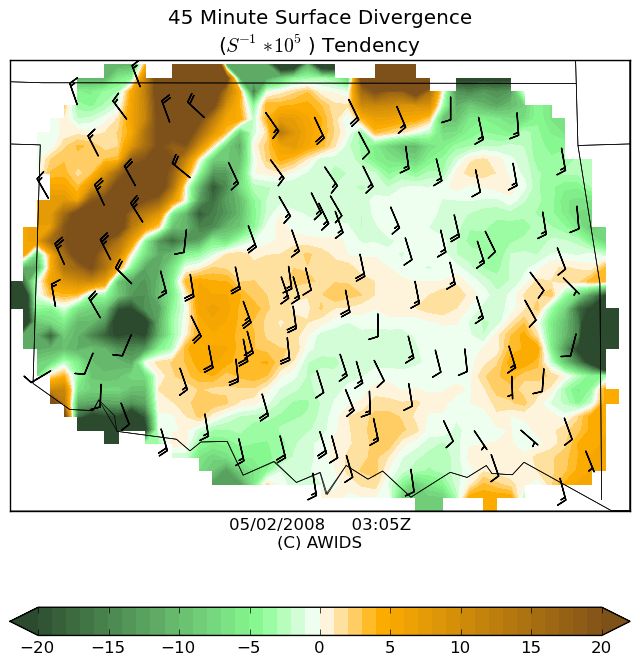 45 Minute Surface Divergence
(S⁻¹ ∗ 10⁵ ) Tendency
05/02/2008 03:05Z
(C) AWIDS
−20 −15 −10 −5 0 5 10 15 20